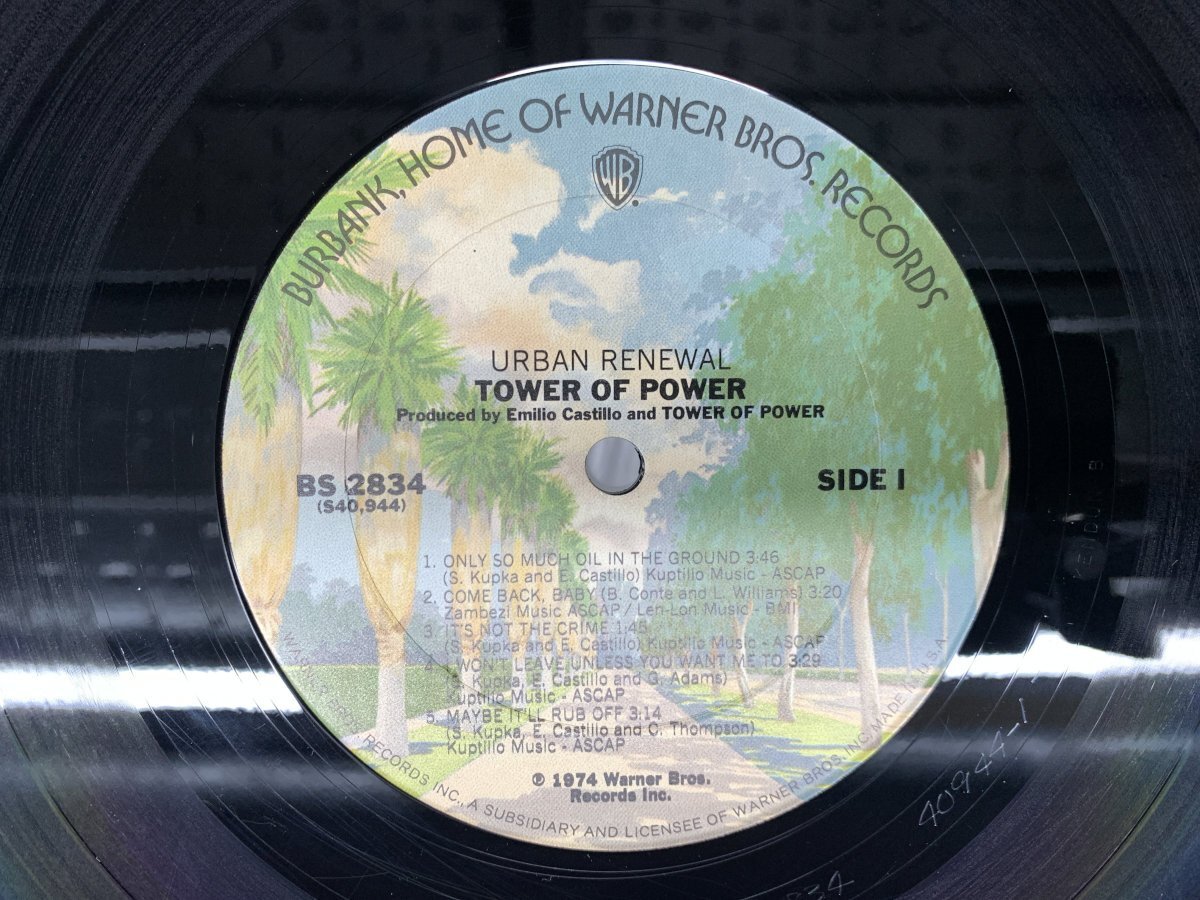 BURBANK, HOME OF WARNER BROS. RECORDS
WB
URBAN RENEWAL
TOWER OF POWER
Produced by Emilio Castillo and TOWER OF POWER
BS 2834
(S40,944)
SIDE 1
1. ONLY SO MUCH OIL IN THE GROUND 3:46
(S. Kupka and E. Castillo) Kuptillo Music - ASCAP
2. COME BACK, BABY (B. Conte and L. Williams) 3:20
Zambezi Music ASCAP / Len-Lon Music - BMI
3. IT'S NOT THE CRIME 1:45
(S. Kupka and E. Castillo) Kuptillo Music - ASCAP
4. I WON'T LEAVE UNLESS YOU WANT ME TO 3:29
(S. Kupka, E. Castillo and G. Adams)
Kuptillo Music - ASCAP
5. MAYBE IT'LL RUB OFF 3:14
(S. Kupka, E. Castillo and C. Thompson)
Kuptillo Music - ASCAP
℗ 1974 Warner Bros.
Records Inc.
WARNER BROS. RECORDS INC., A SUBSIDIARY AND LICENSEE OF WARNER BROS. INC. MADE IN U.S.A.
40944-1